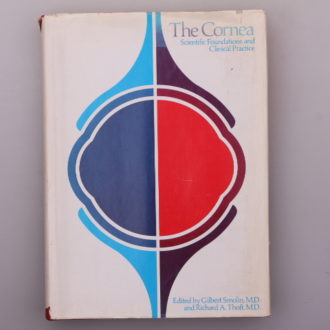 The Cornea
Scientific Foundations and
Clinical Practice
Edited by Gilbert Smolin, M.D.
and Richard A. Thoft, M.D.